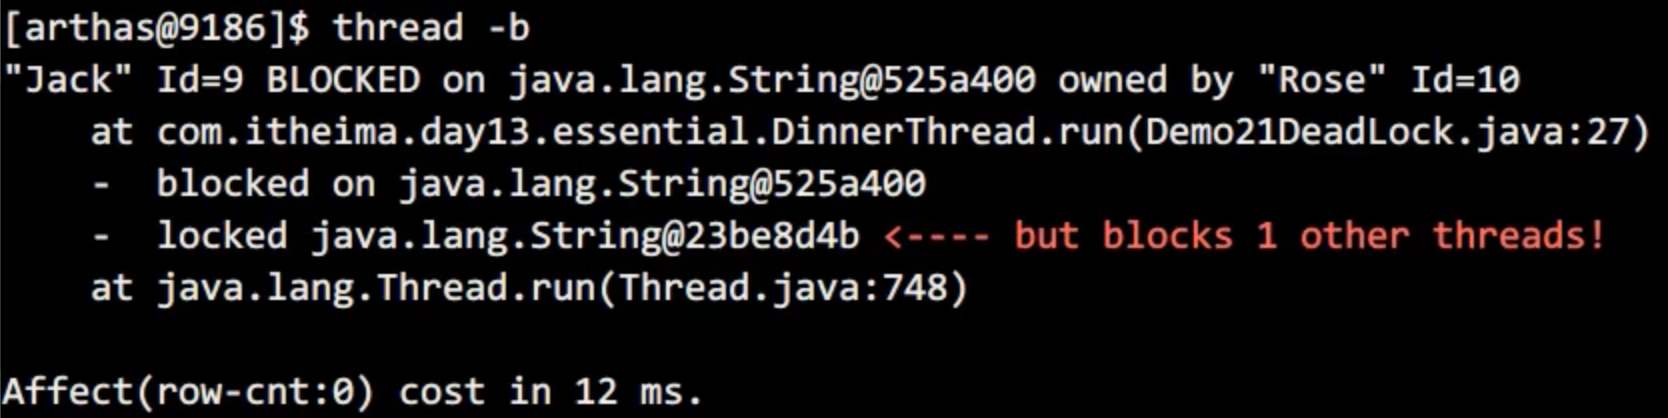 [arthas@9186]$ thread -b
"Jack" Id=9 BLOCKED on java.lang.String@525a400 owned by "Rose" Id=10
    at com.itheima.day13.essential.DinnerThread.run(Demo21DeadLock.java:27)
    -  blocked on java.lang.String@525a400
    -  locked java.lang.String@23be8d4b <---- but blocks 1 other threads!
    at java.lang.Thread.run(Thread.java:748)
Affect(row-cnt:0) cost in 12 ms.